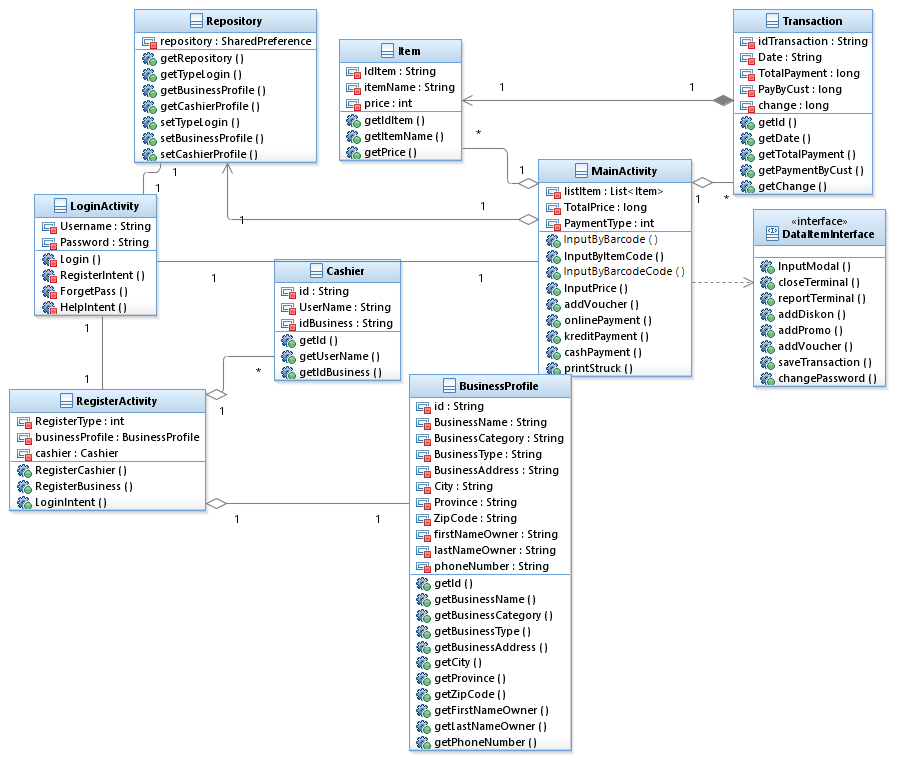 Repository
repository : SharedPreference
getRepository ( )
getTypeLogin ( )
getBusinessProfile ( )
getCashierProfile ( )
setTypeLogin ( )
setBusinessProfile ( )
setCashierProfile ( )
Item
IdItem : String
itemName : String
price : int
getIdItem ( )
getItemName ( )
getPrice ( )
Transaction
idTransaction : String
Date : String
TotalPayment : long
PayByCust : long
change : long
getId ( )
getDate ( )
getTotalPayment ( )
getPaymentByCust ( )
getChange ( )
1
1
*
1
1
1
1
1
1
*
MainActivity
listItem : List<Item>
TotalPrice : long
PaymentType : int
InputByBarcode ( )
InputByItemCode ( )
InputByBarcodeCode ( )
InputPrice ( )
addVoucher ( )
onlinePayment ( )
kreditPayment ( )
cashPayment ( )
printStruck ( )
LoginActivity
Username : String
Password : String
Login ( )
RegisterIntent ( )
ForgetPass ( )
HelpIntent ( )
«interface»
DataItemInterface
InputModal ( )
closeTerminal ( )
reportTerminal ( )
addDiskon ( )
addPromo ( )
addVoucher ( )
saveTransaction ( )
changePassword ( )
1
1
Cashier
id : String
UserName : String
idBusiness : String
getId ( )
getUserName ( )
getIdBusiness ( )
1
1
*
1
RegisterActivity
RegisterType : int
businessProfile : BusinessProfile
cashier : Cashier
RegisterCashier ( )
RegisterBusiness ( )
LoginIntent ( )
1
1
BusinessProfile
id : String
BusinessName : String
BusinessCategory : String
BusinessType : String
BusinessAddress : String
City : String
Province : String
ZipCode : String
firstNameOwner : String
lastNameOwner : String
phoneNumber : String
getId ( )
getBusinessName ( )
getBusinessCategory ( )
getBusinessType ( )
getBusinessAddress ( )
getCity ( )
getProvince ( )
getZipCode ( )
getFirstNameOwner ( )
getLastNameOwner ( )
getPhoneNumber ( )